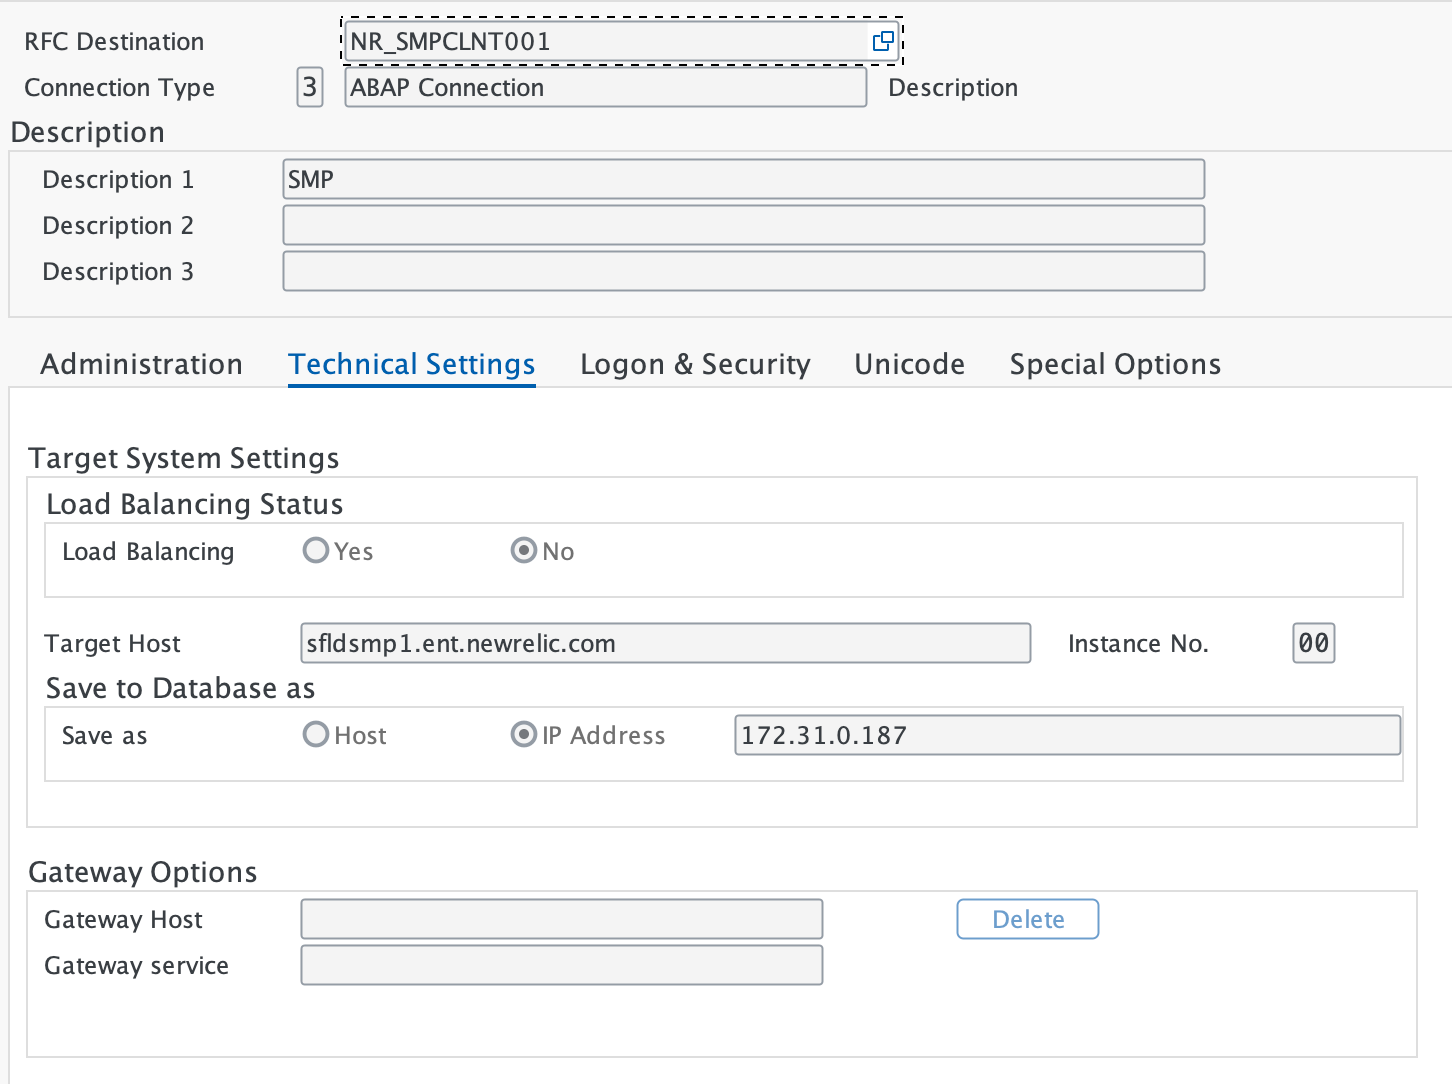 RFC Destination NR_SMPCLNT001
Connection Type 3 ABAP Connection Description
Description
Description 1 SMP
Description 2
Description 3
Administration Technical Settings Logon & Security Unicode Special Options
Target System Settings
Load Balancing Status
Load Balancing Yes No
Target Host sfldsmp1.ent.newrelic.com Instance No. 00
Save to Database as
Save as Host IP Address 172.31.0.187
Gateway Options
Gateway Host Delete
Gateway service